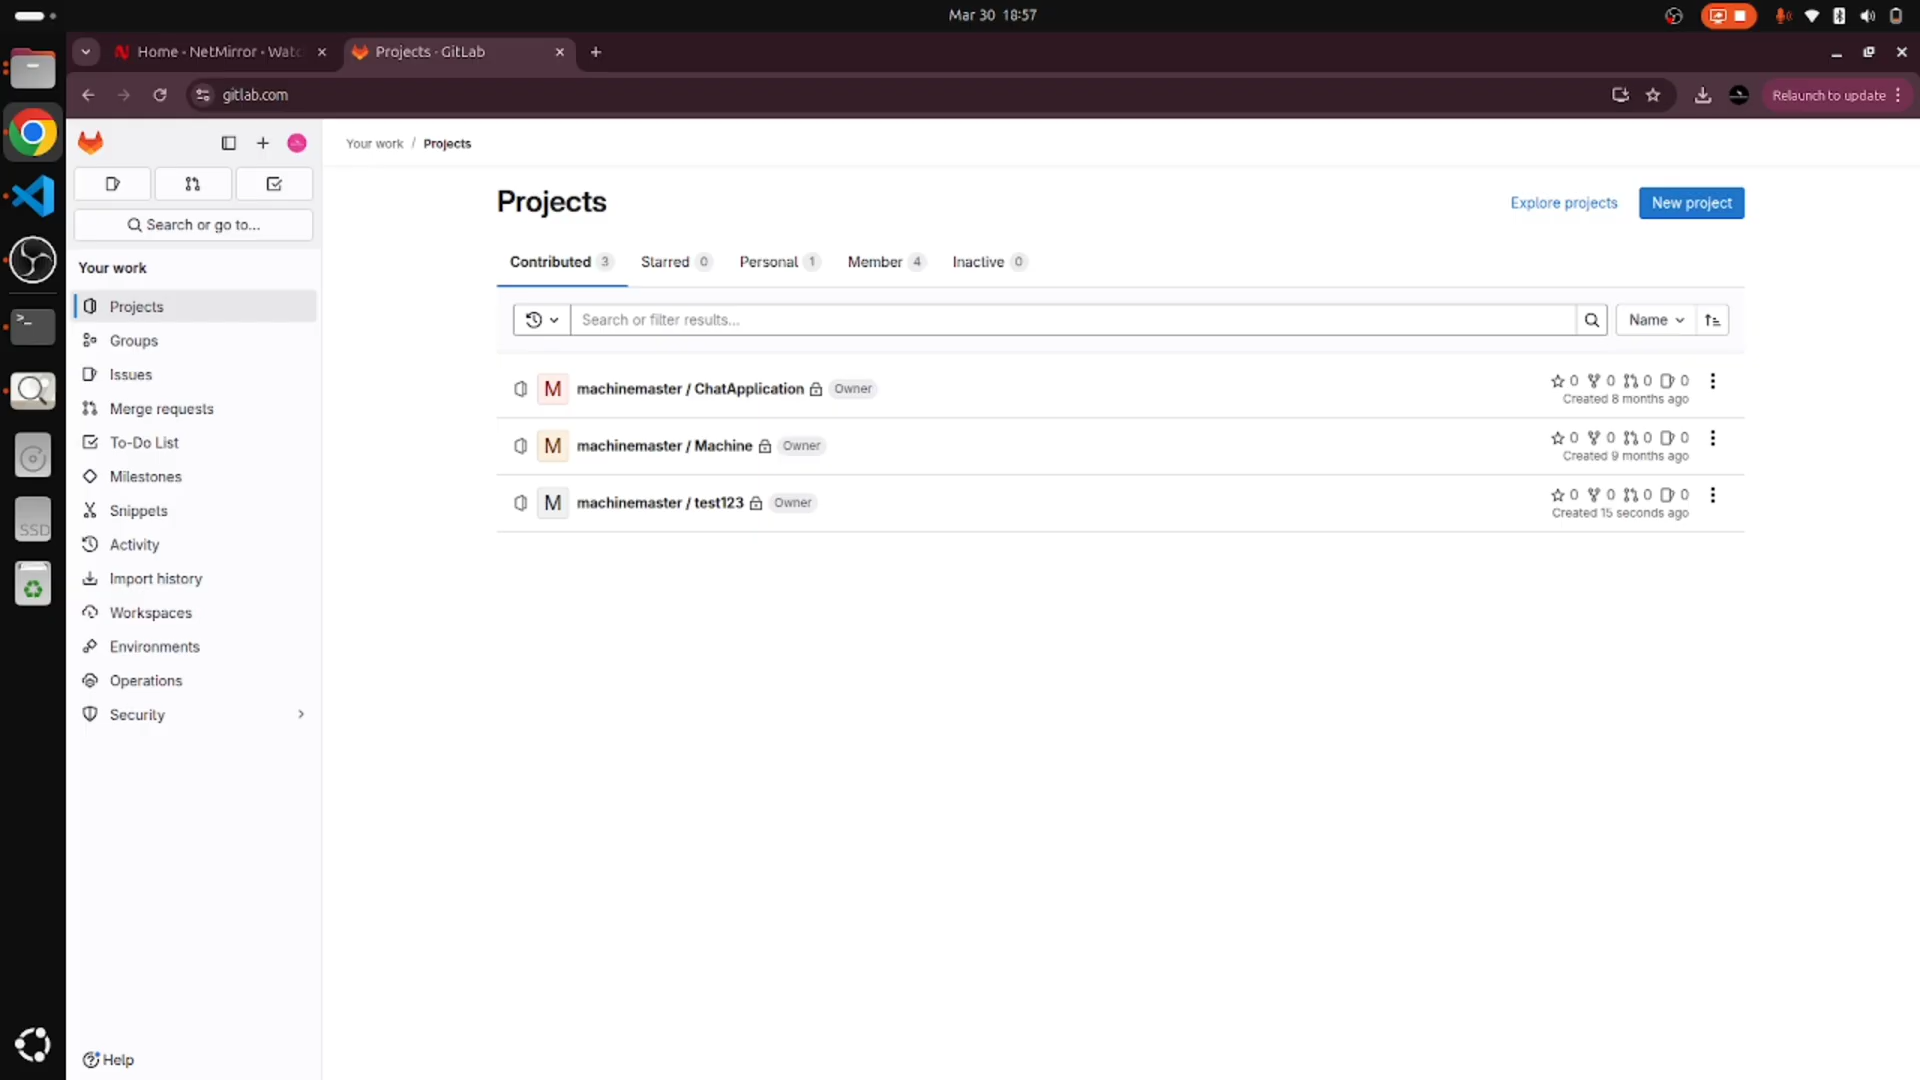 Mar 30 18:57
Home - NetMirror - Watc
Projects · GitLab
gitlab.com
Relaunch to update
Your work / Projects
Search or go to...
Your work
Projects
Groups
Issues
Merge requests
To-Do List
Milestones
Snippets
Activity
Import history
Workspaces
Environments
Operations
Security
Help
Projects
Explore projects
New project
Contributed 3
Starred 0
Personal 1
Member 4
Inactive 0
Search or filter results...
Name
M machinemaster / ChatApplication Owner
0 0 0 0
Created 8 months ago
M machinemaster / Machine Owner
0 0 0 0
Created 9 months ago
M machinemaster / test123 Owner
0 0 0 0
Created 15 seconds ago
SSD